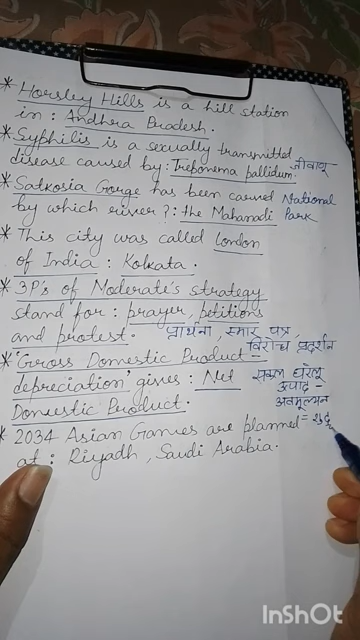 * Horsley Hills is a hill station
in : Andhra Pradesh.
* Syphilis is a sexually transmitted
disease caused by : Treponema pallidum. जीवाणु
* Satkosia Gorge has been carved National
by which river? : the Mahanadi Park
* This city was called London
of India : Kolkata.
* 3P's of Moderate's strategy
stand for : prayer, petitions
and protest. प्रार्थना, स्मार पत्र,
विरोध प्रदर्शन
* 'Gross Domestic Product -
depreciation' gives : Net सकल घरेलू
Domestic Product. उत्पाद -
अवमूल्यन
* 2034 Asian Games are planned = शुद्ध
at : Riyadh, Saudi Arabia.
InShOt